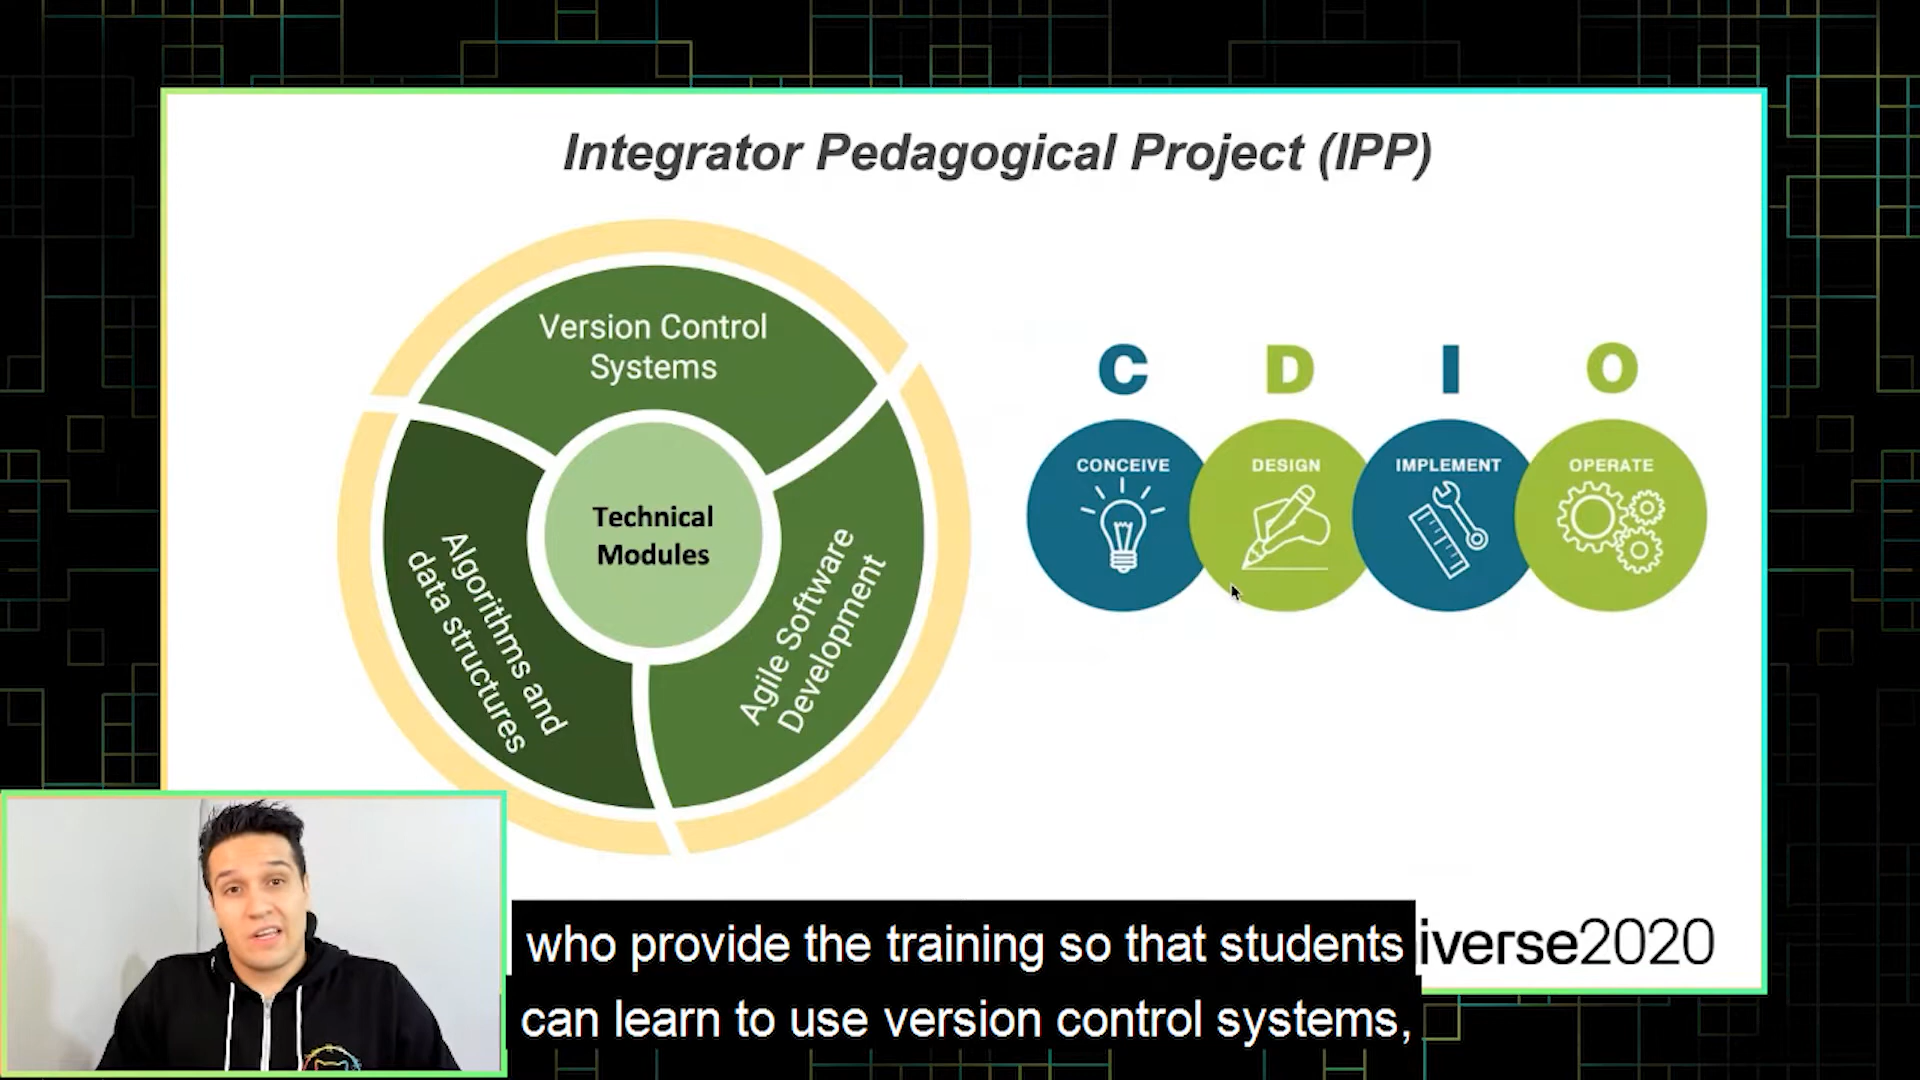 Integrator Pedagogical Project (IPP)
Version Control
Systems
Technical
Modules
Algorithms and
data structures
Agile Software
Development
C D I O
CONCEIVE DESIGN IMPLEMENT OPERATE
iverse2020
who provide the training so that students
can learn to use version control systems,